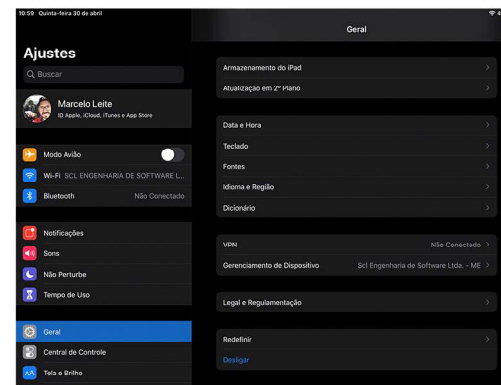 10:59 Quinta-feira 30 de abril
Geral
Ajustes
Buscar
Marcelo Leite
ID Apple, iCloud, iTunes e App Store
Modo Avião
Wi-Fi SCL ENGENHARIA DE SOFTWARE L...
Bluetooth Não Conectado
Notificações
Sons
Não Perturbe
Tempo de Uso
Geral
Central de Controle
Tela e Brilho
Armazenamento do iPad
Atualização em 2º Plano
Data e Hora
Teclado
Fontes
Idioma e Região
Dicionário
VPN Não Conectado
Gerenciamento de Dispositivo Scl Engenharia de Software Ltda. – ME
Legal e Regulamentação
Redefinir
Desligar